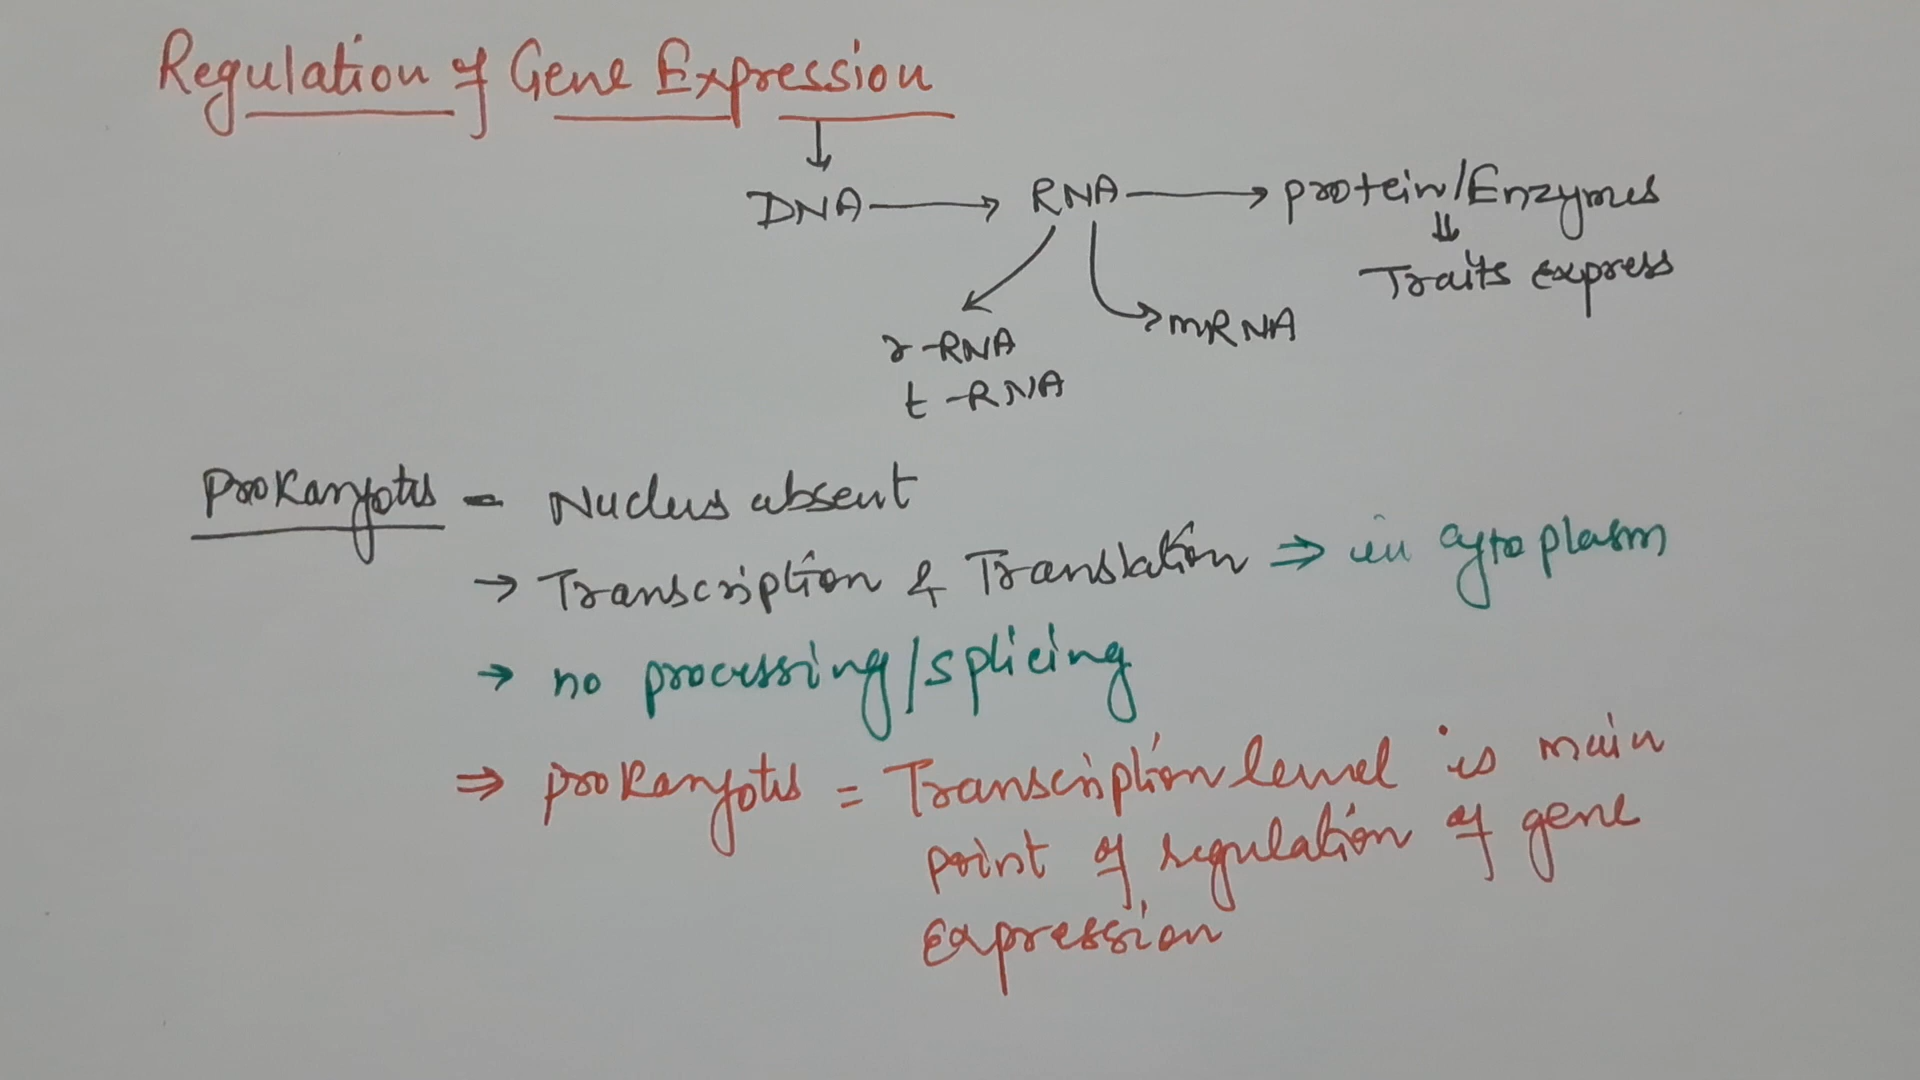 Regulation of Gene Expression
DNA → RNA → protein/Enzymes
Traits express
r-RNA
mRNA
t-RNA
Prokaryotes - Nucleus absent
→ Transcription & Translation ⇒ in cytoplasm
→ no processing/splicing
⇒ prokaryotes = Transcription level is main
point of regulation of gene
expression